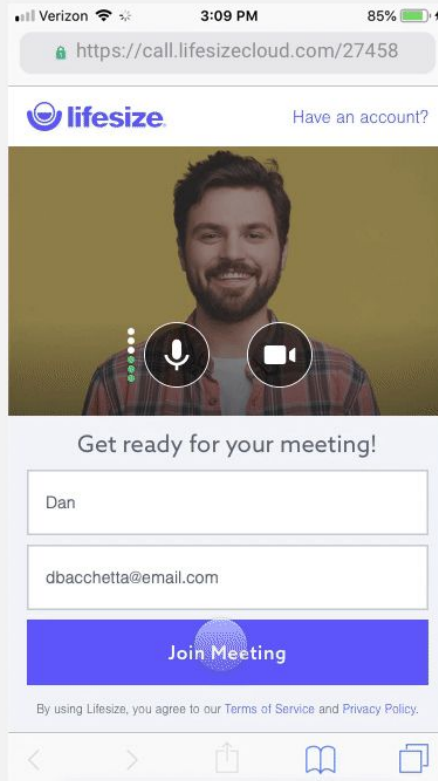 Verizon 3:09 PM 85%
https://call.lifesizecloud.com/27458
lifesize Have an account?
Get ready for your meeting!
Dan
dbacchetta@email.com
Join Meeting
By using Lifesize, you agree to our Terms of Service and Privacy Policy.